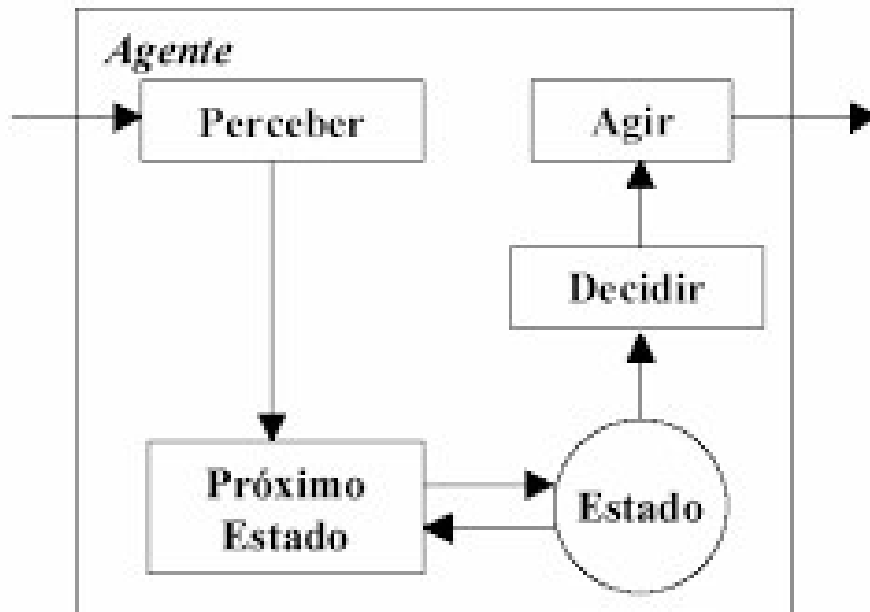 Agente
Perceber
Agir
Decidir
Próximo
Estado
Estado